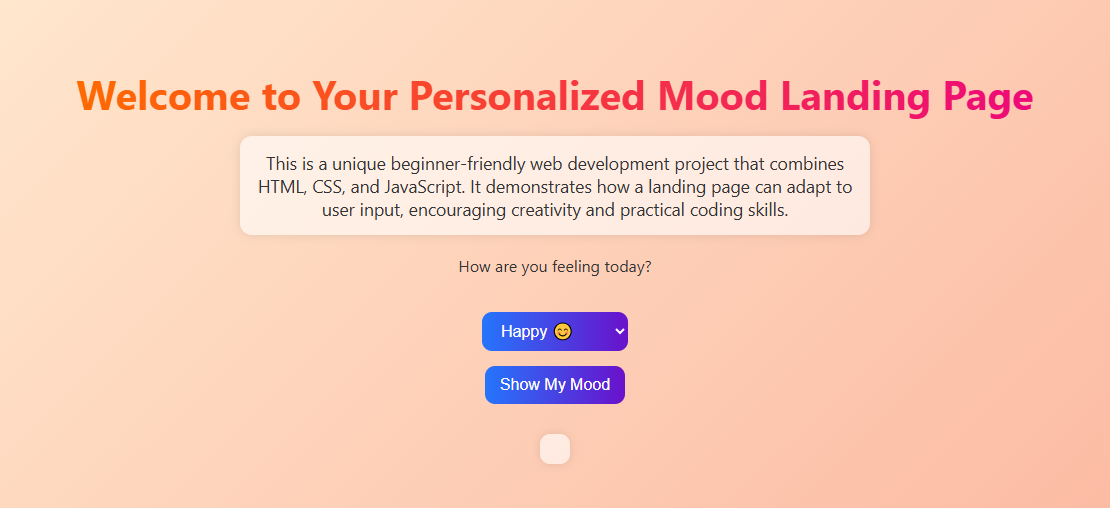 Welcome to Your Personalized Mood Landing Page
This is a unique beginner-friendly web development project that combines
HTML, CSS, and JavaScript. It demonstrates how a landing page can adapt to
user input, encouraging creativity and practical coding skills.
How are you feeling today?
Happy 😊
Show My Mood